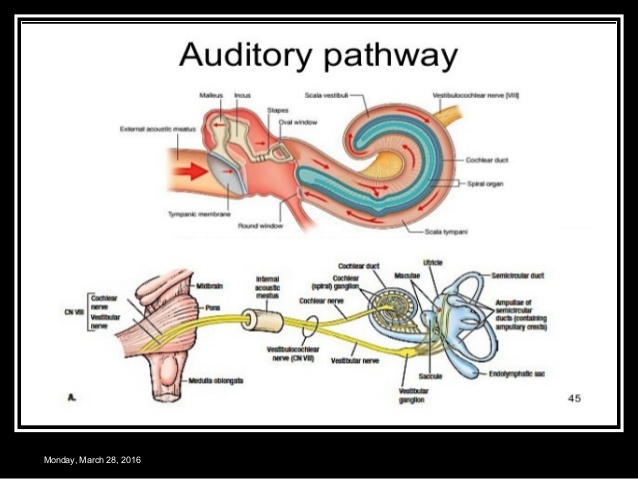 Auditory pathway
Malleus
Incus
Stapes
Oval window
Scala vestibuli
Vestibulocochlear nerve [VIII]
External acoustic meatus
Cochlear duct
Spiral organ
Tympanic membrane
Round window
Scala tympani
Cochlear
nerve
Vestibular
nerve
CN VIII
Midbrain
Pons
Medulla oblongata
Internal
acoustic
meatus
Cochlear duct
Cochlear
(spiral) ganglion
Cochlear nerve
Maculae
Utricle
Semicircular duct
Ampullae of
semicircular
ducts (containing
ampullary crests)
Vestibulocochlear
nerve (CN VIII)
Vestibular nerve
Saccule
Endolymphatic sac
Vestibular
ganglion
A.
45
Monday, March 28, 2016